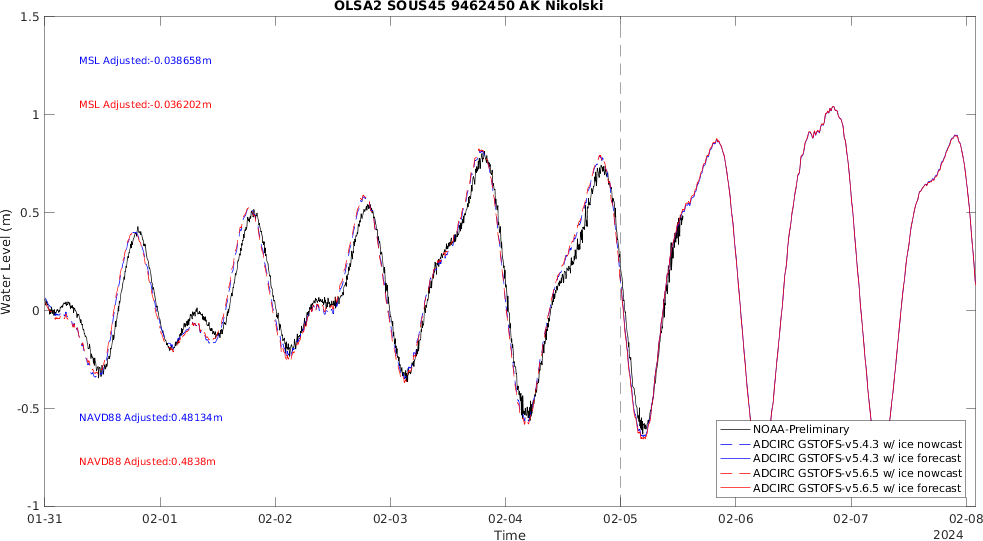 OLSA2 SOUS45 9462450 AK Nikolski
1.5
MSL Adjusted:-0.038658m
MSL Adjusted:-0.036202m
1
0.5
Water Level (m)
0
-0.5
NAVD88 Adjusted:0.48134m
NAVD88 Adjusted:0.4838m
NOAA-Preliminary
ADCIRC GSTOFS-v5.4.3 w/ ice nowcast
ADCIRC GSTOFS-v5.4.3 w/ ice forecast
ADCIRC GSTOFS-v5.6.5 w/ ice nowcast
ADCIRC GSTOFS-v5.6.5 w/ ice forecast
-1
01-31 02-01 02-02 02-03 02-04 02-05 02-06 02-07 02-08
Time
2024